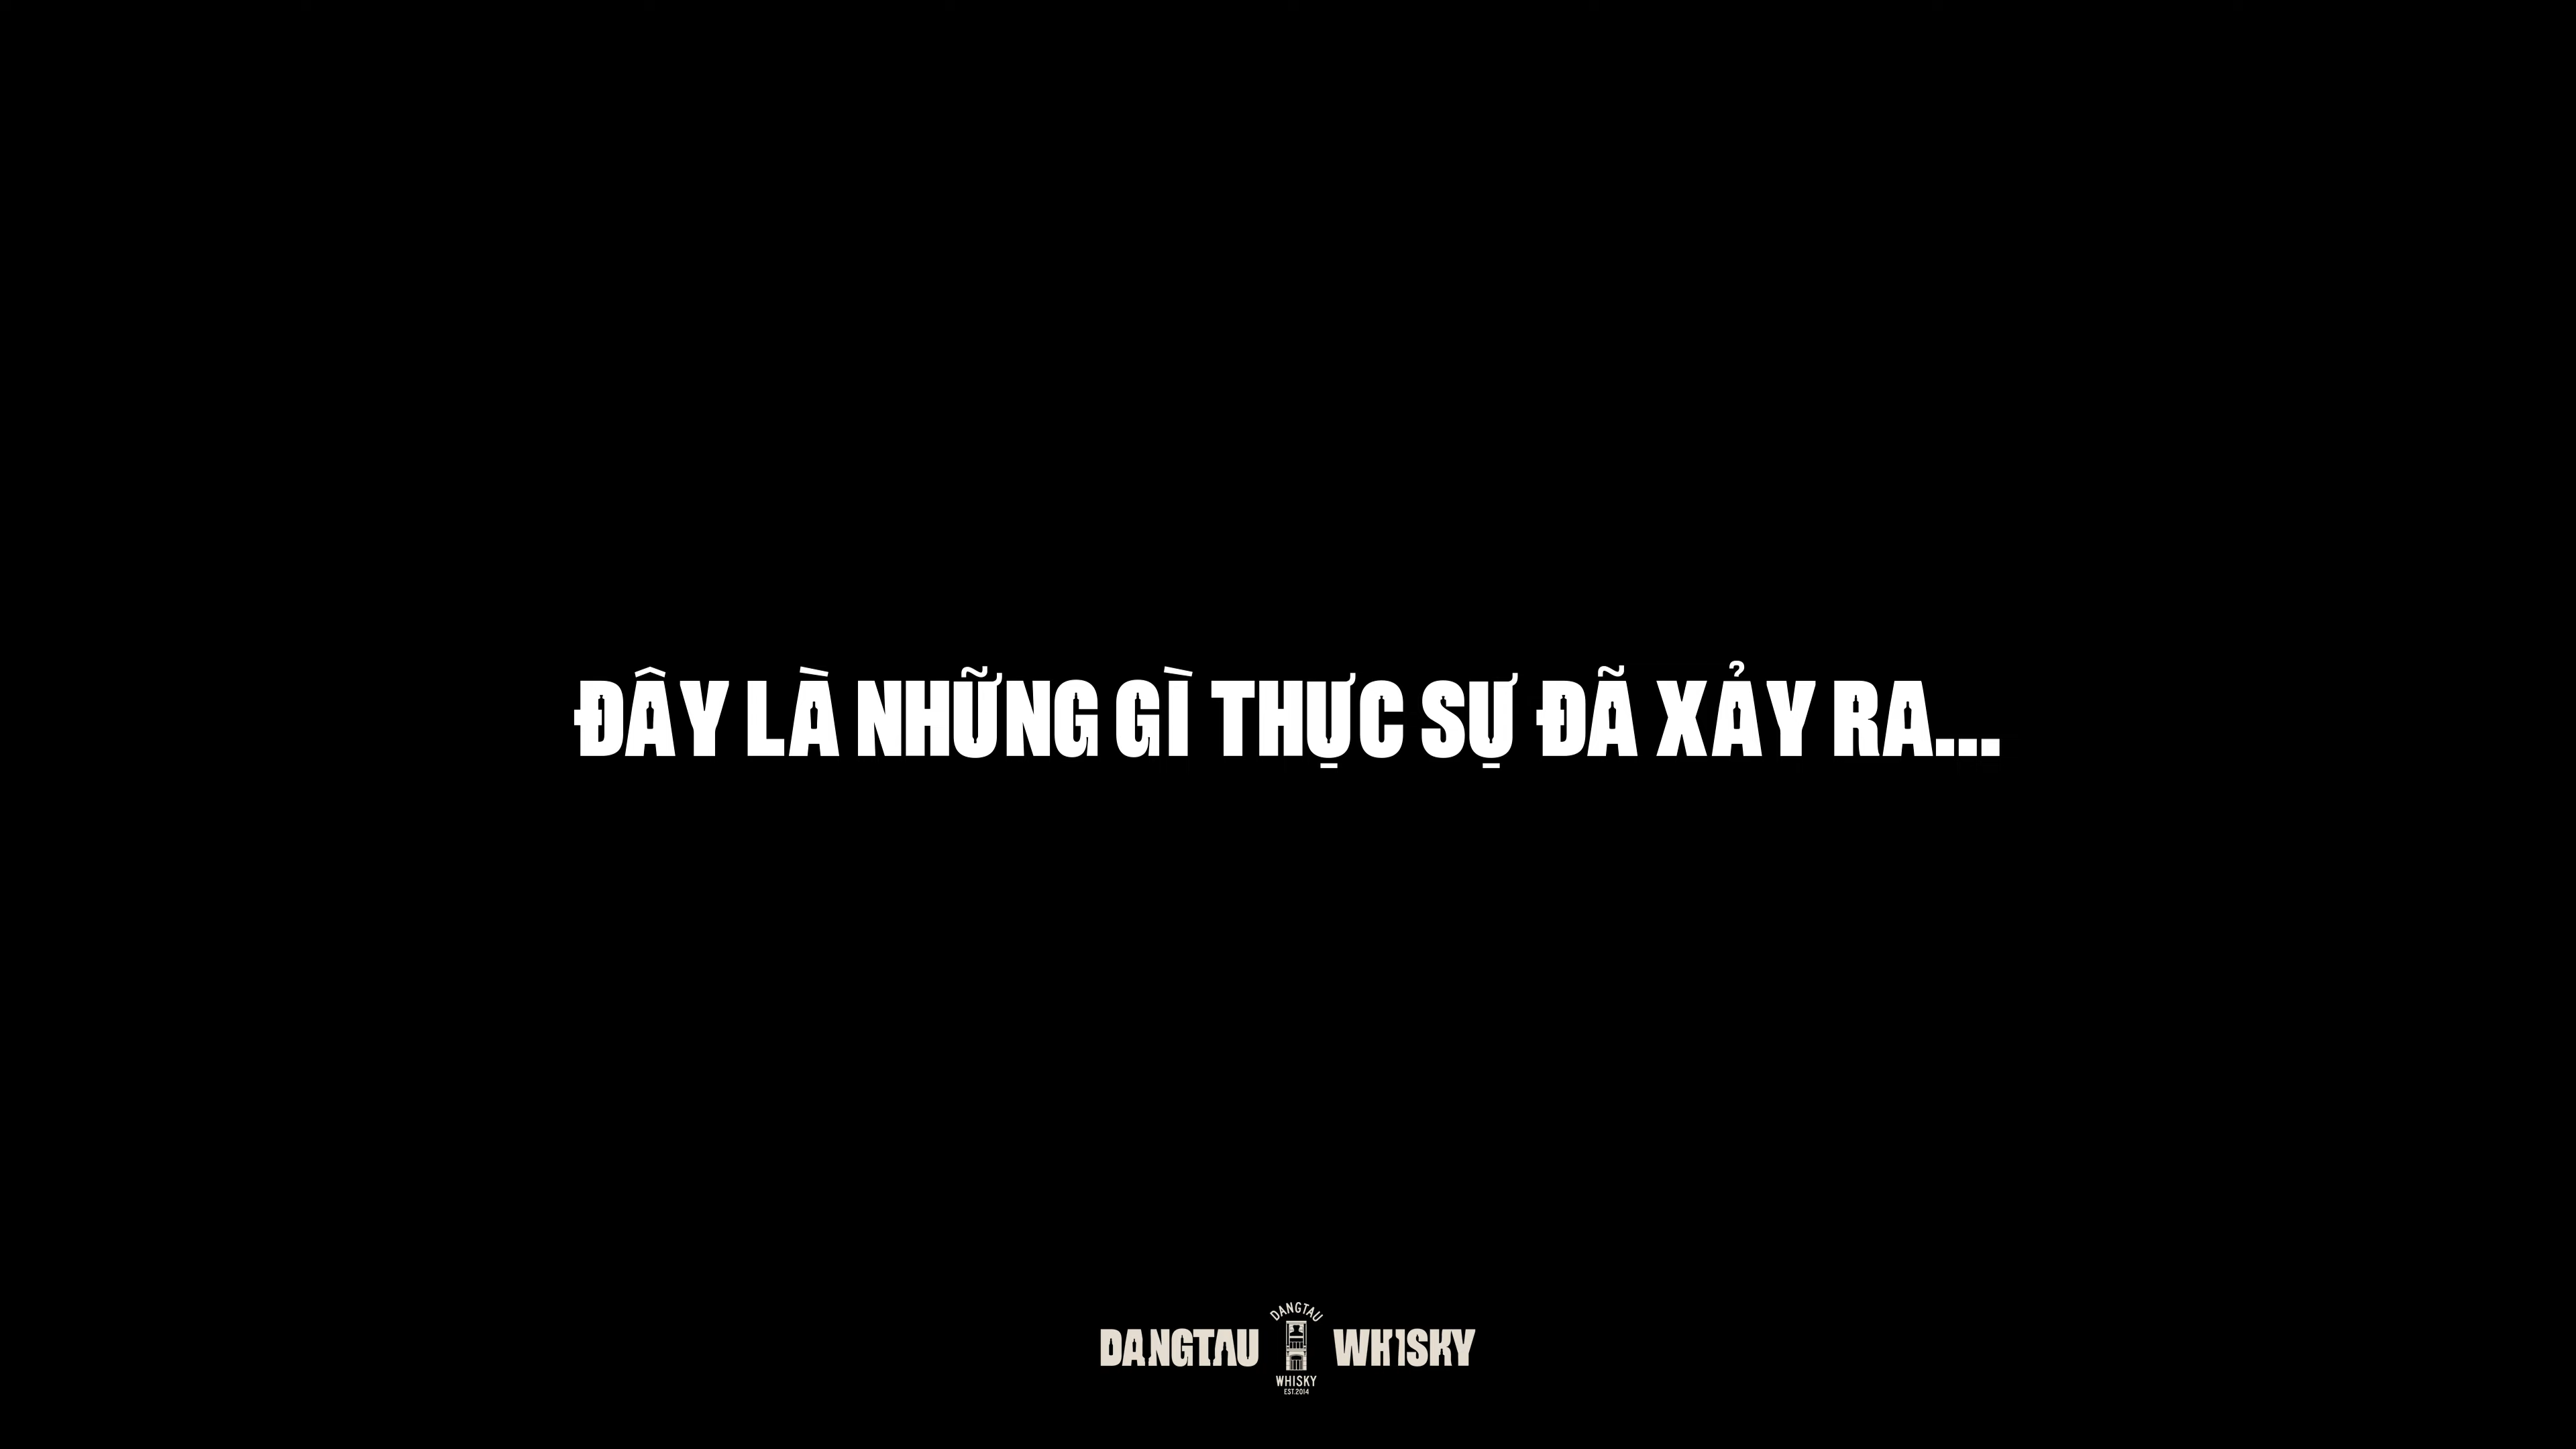 ĐÂY LÀ NHỮNG GÌ THỰC SỰ ĐÃ XẢY RA...
DANGTAU
DANGTAU
WHISKY
EST.2014
WHISKY